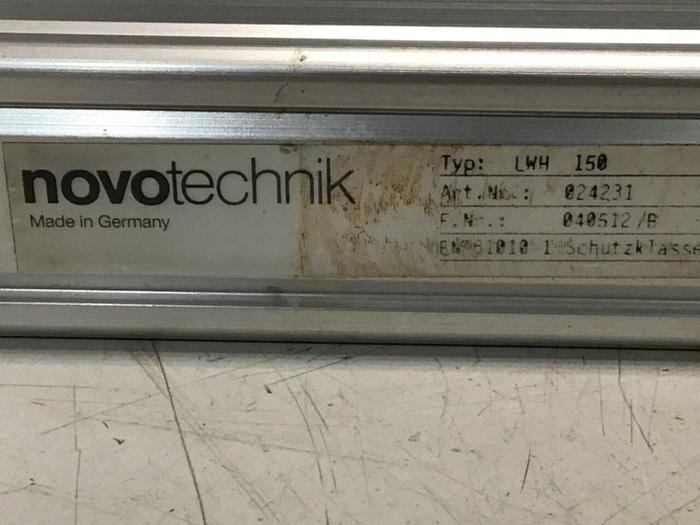 novotechnik
Made in Germany
Typ: LWH 150
Art.Nr.: 024231
F.Nr.: 040512/B
EN 61010 1 Schutzklasse